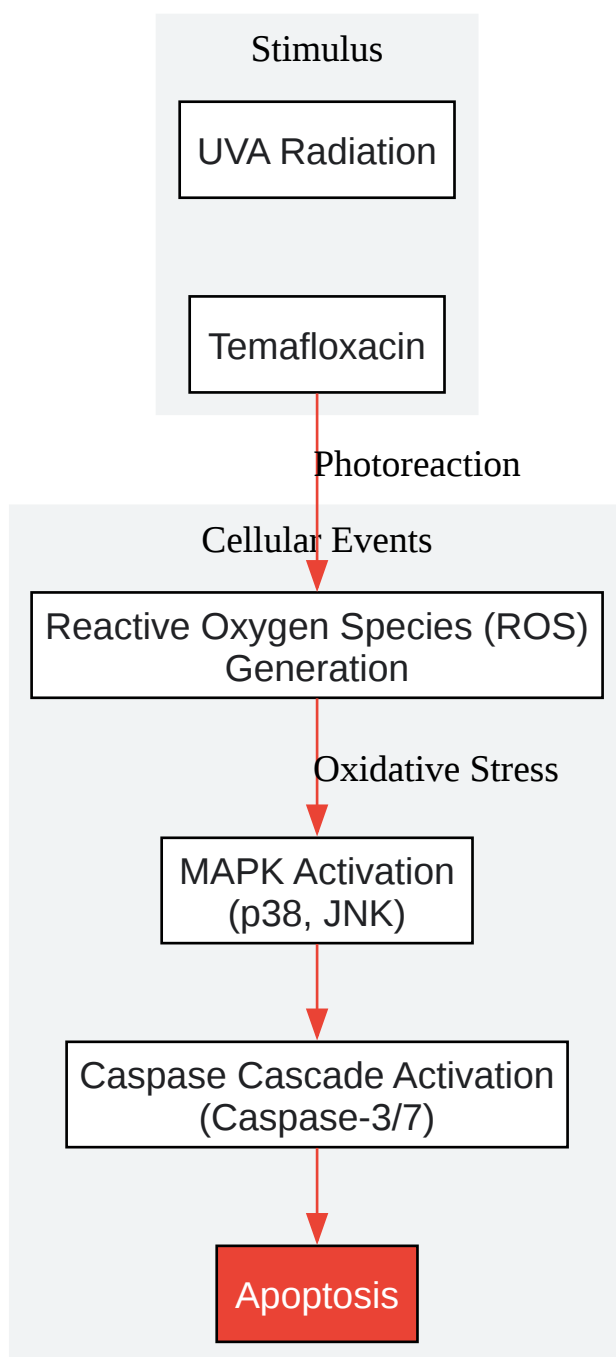 Stimulus
UVA Radiation
Temafloxacin
Photoreaction
Cellular Events
Reactive Oxygen Species (ROS)
Generation
Oxidative Stress
MAPK Activation
(p38, JNK)
Caspase Cascade Activation
(Caspase-3/7)
Apoptosis